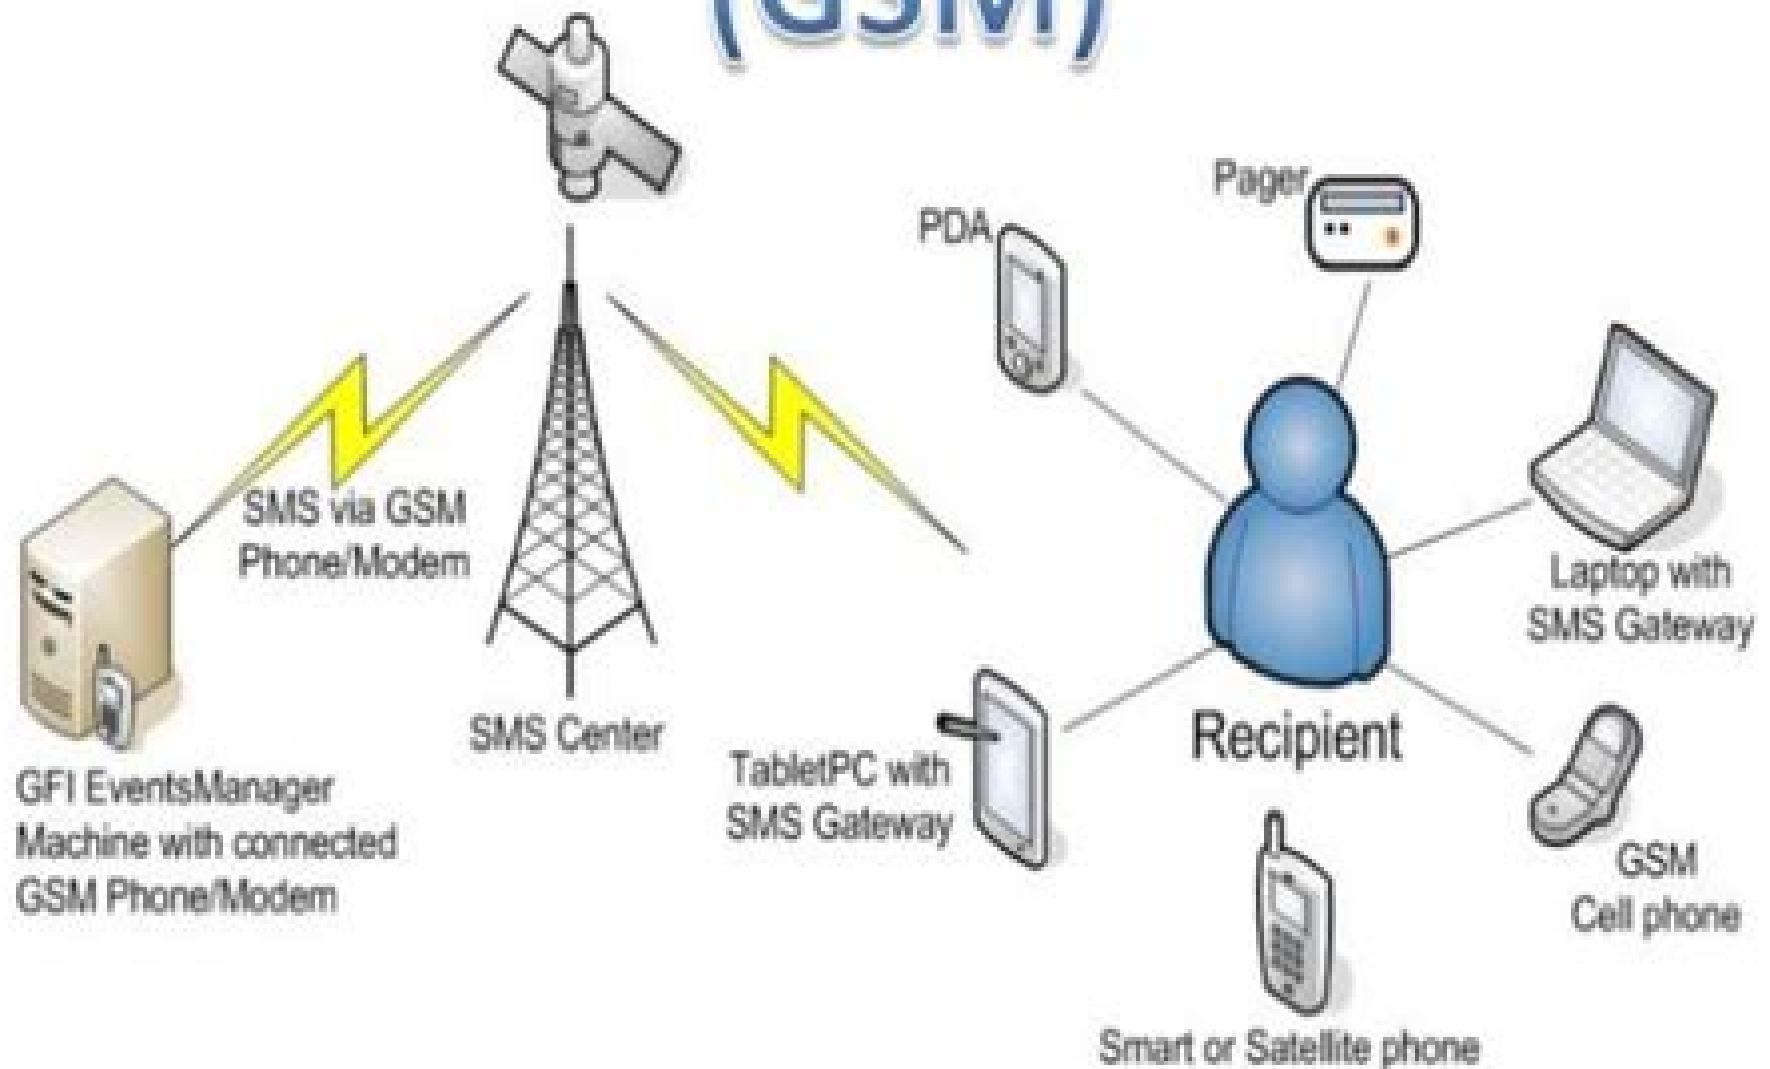 (GSM)
Pager
PDA
SMS via GSM
Phone/Modem
Laptop with
SMS Gateway
SMS Center
Recipient
TabletPC with
SMS Gateway
GFI EventsManager
Machine with connected
GSM Phone/Modem
GSM
Cell phone
Smart or Satellite phone